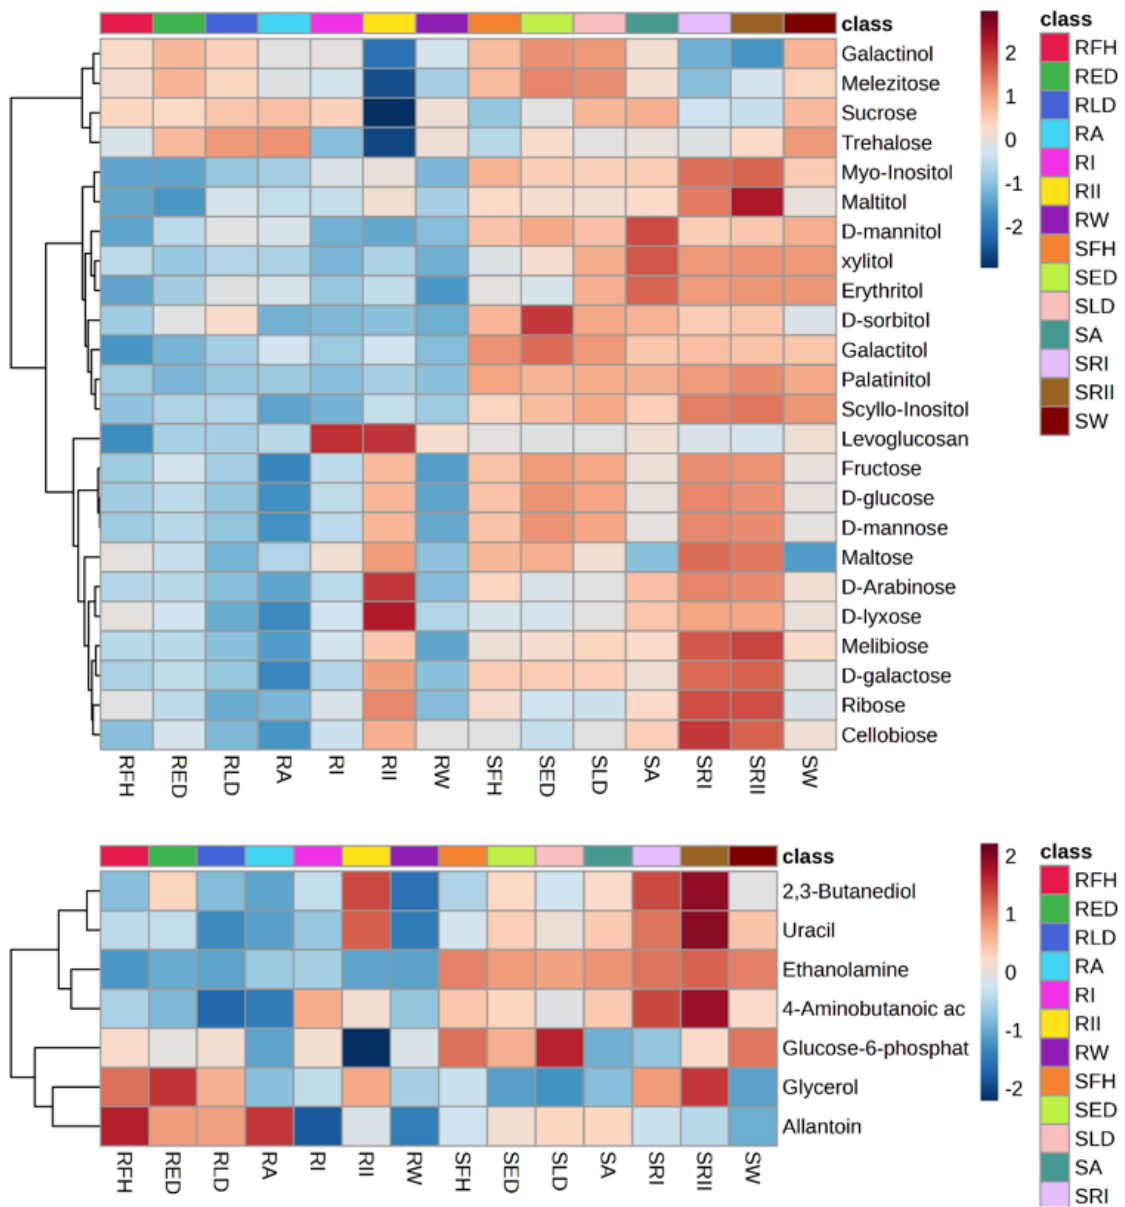 class
Galactinol
Melezitose
Sucrose
Trehalose
Myo-Inositol
Maltitol
D-mannitol
xylitol
Erythritol
D-sorbitol
Galactitol
Palatinitol
Scyllo-Inositol
Levoglucosan
Fructose
D-glucose
D-mannose
Maltose
D-Arabinose
D-lyxose
Melibiose
D-galactose
Ribose
Cellobiose
RFH RED RLD RA RI RII RW SFH SED SLD SA SRI SRII SW
2
1
0
-1
-2
class
RFH
RED
RLD
RA
RI
RII
RW
SFH
SED
SLD
SA
SRI
SRII
SW
class
2,3-Butanediol
Uracil
Ethanolamine
4-Aminobutanoic ac
Glucose-6-phosphat
Glycerol
Allantoin
RFH RED RLD RA RI RII RW SFH SED SLD SA SRI SRII SW
2
1
0
-1
-2
class
RFH
RED
RLD
RA
RI
RII
RW
SFH
SED
SLD
SA
SRI